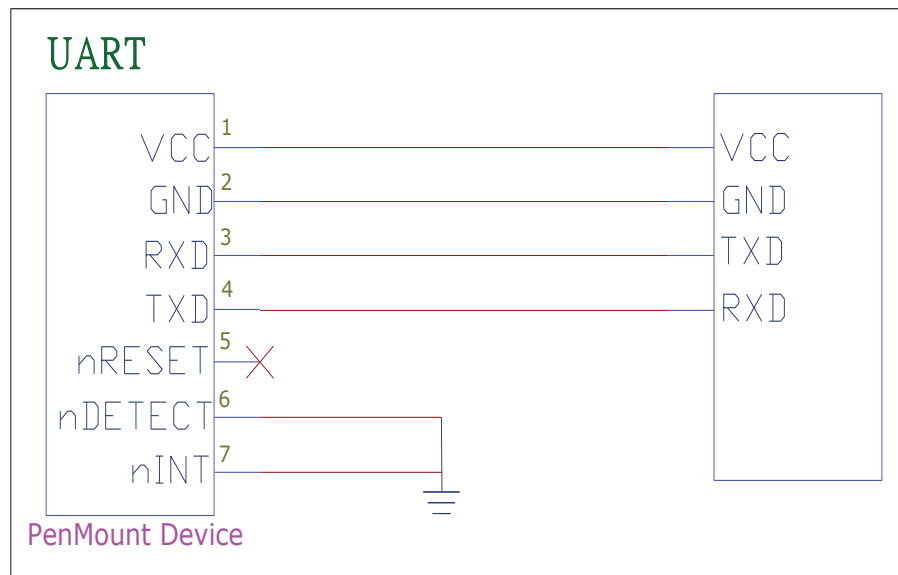 UART
1
VCC VCC
2
GND GND
3
RXD TXD
4
TXD RXD
5
nRESET
6
nDETECT
7
nINT
PenMount Device